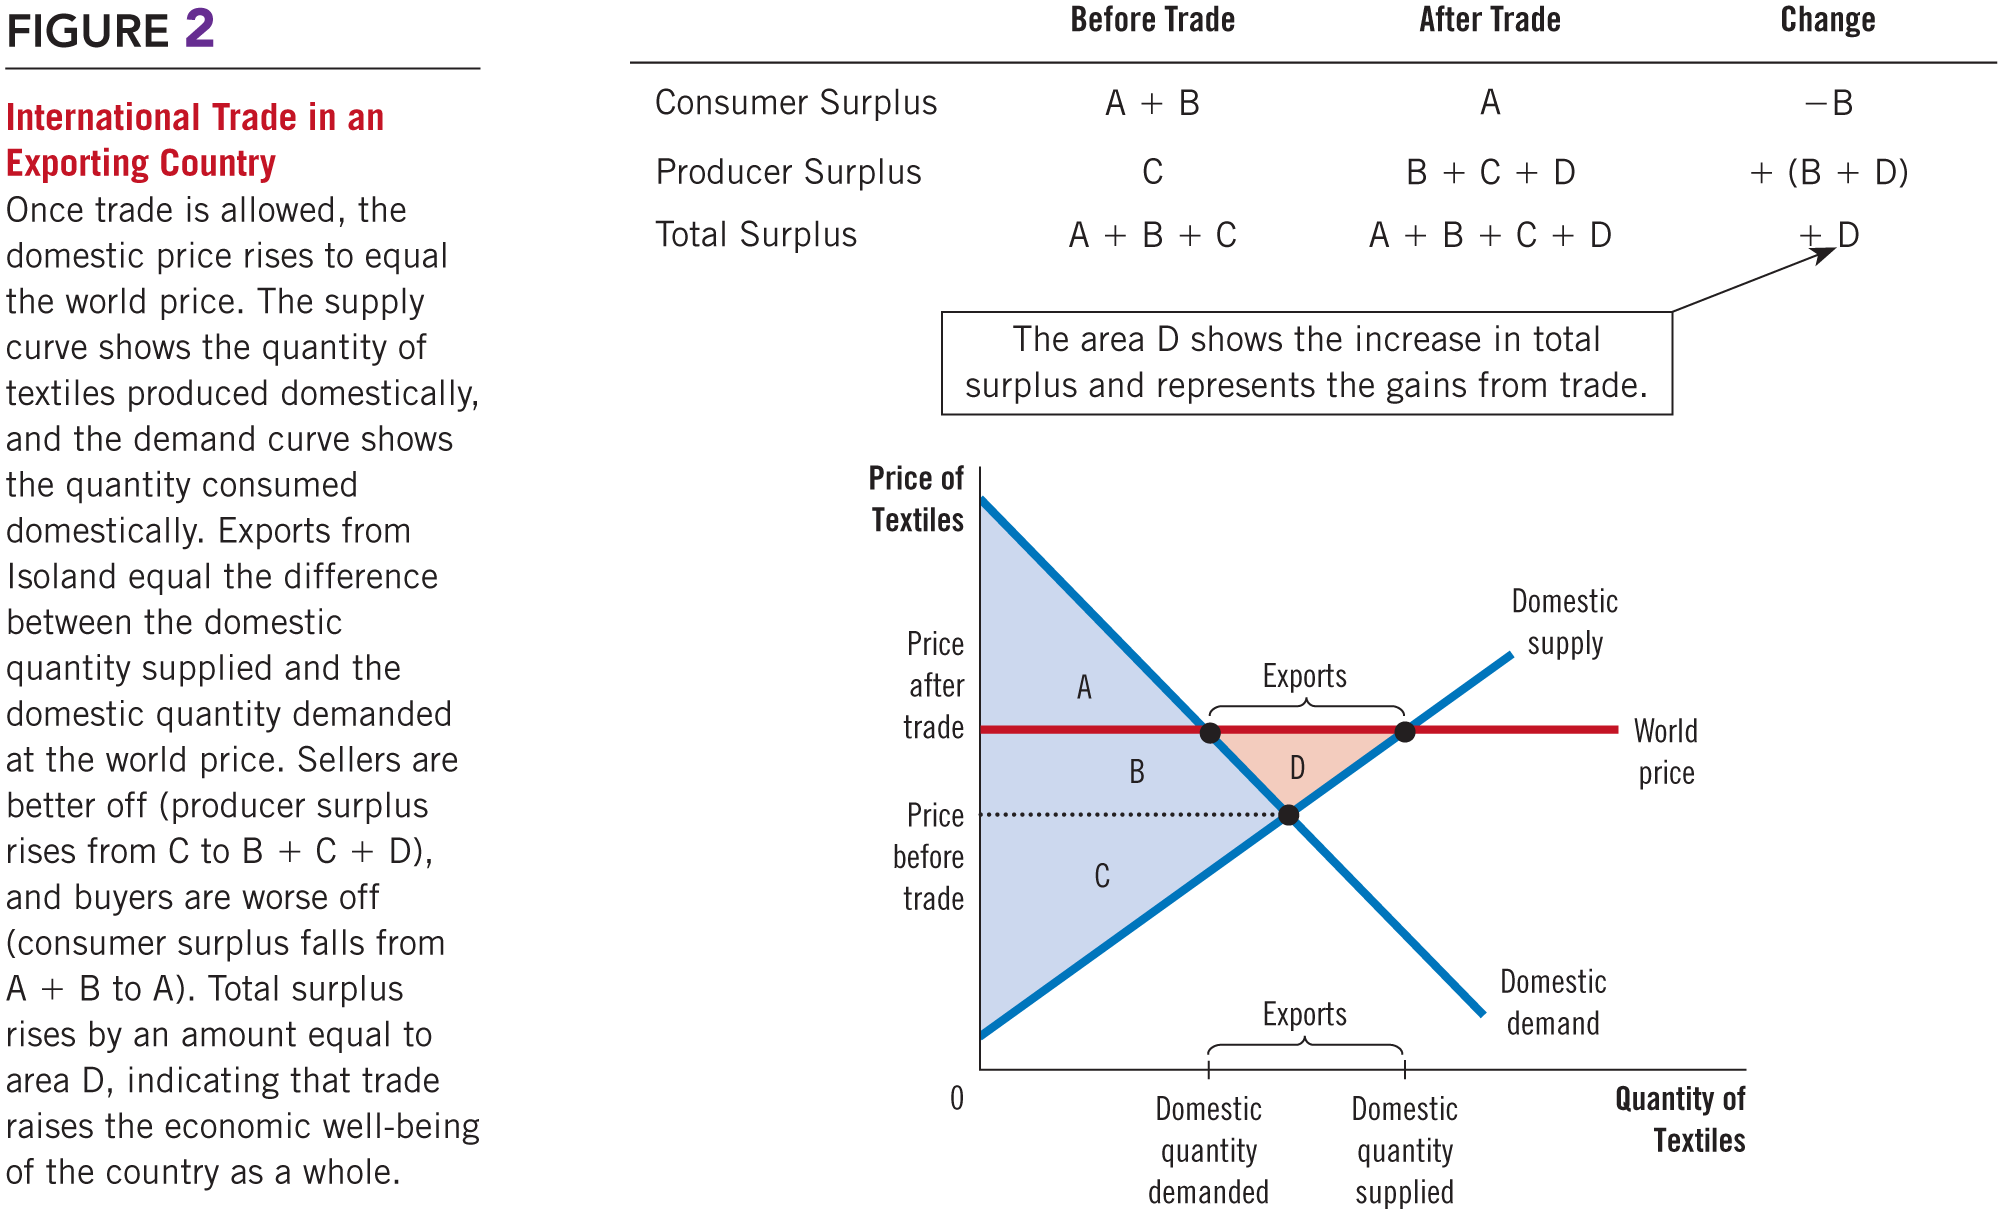 FIGURE 2
International Trade in an
Exporting Country
Once trade is allowed, the
domestic price rises to equal
the world price. The supply
curve shows the quantity of
textiles produced domestically,
and the demand curve shows
the quantity consumed
domestically. Exports from
Isoland equal the difference
between the domestic
quantity supplied and the
domestic quantity demanded
at the world price. Sellers are
better off (producer surplus
rises from C to B + C + D),
and buyers are worse off
(consumer surplus falls from
A + B to A). Total surplus
rises by an amount equal to
area D, indicating that trade
raises the economic well-being
of the country as a whole.
Before Trade After Trade Change
Consumer Surplus A + B A −B
Producer Surplus C B + C + D + (B + D)
Total Surplus A + B + C A + B + C + D + D
The area D shows the increase in total
surplus and represents the gains from trade.
Price of
Textiles
Domestic
supply
Price
after
trade
Exports
A
World
price
B
D
Price
before
trade
C
Domestic
demand
Exports
0
Domestic
quantity
demanded
Domestic
quantity
supplied
Quantity of
Textiles